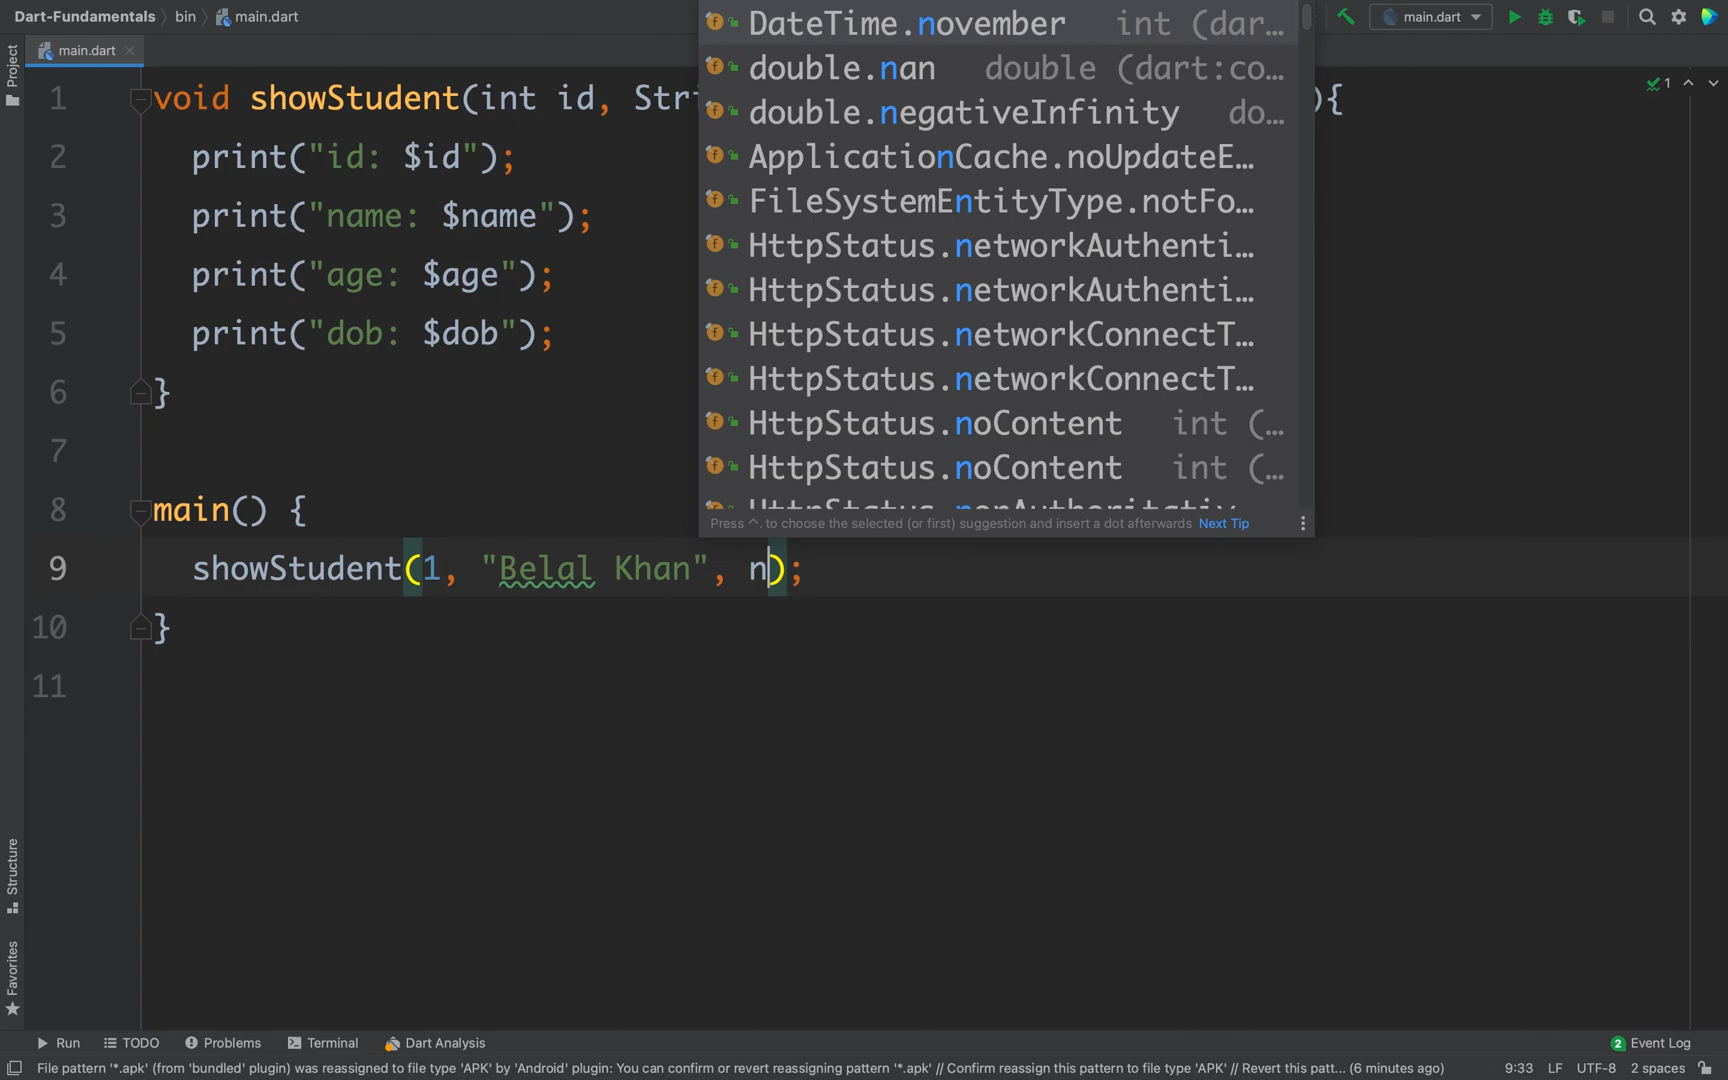 Dart-Fundamentals bin main.dart
main.dart
Project
main.dart
1 void showStudent(int id, Stri ){
2 print("id: $id");
3 print("name: $name");
4 print("age: $age");
5 print("dob: $dob");
6 }
7
8 main() {
9 showStudent(1, "Belal Khan", n);
10 }
11
DateTime.november int (dar…
double.nan double (dart:co…
double.negativeInfinity do…
ApplicationCache.noUpdateE…
FileSystemEntityType.notFo…
HttpStatus.networkAuthenti…
HttpStatus.networkAuthenti…
HttpStatus.networkConnectT…
HttpStatus.networkConnectT…
HttpStatus.noContent int (…
HttpStatus.noContent int (…
Press ^. to choose the selected (or first) suggestion and insert a dot afterwards Next Tip
1
Structure
Favorites
Run TODO Problems Terminal Dart Analysis
2 Event Log
File pattern '*.apk' (from 'bundled' plugin) was reassigned to file type 'APK' by 'Android' plugin: You can confirm or revert reassigning pattern '*.apk' // Confirm reassign this pattern to file type 'APK' // Revert this patt... (6 minutes ago) 9:33 LF UTF-8 2 spaces